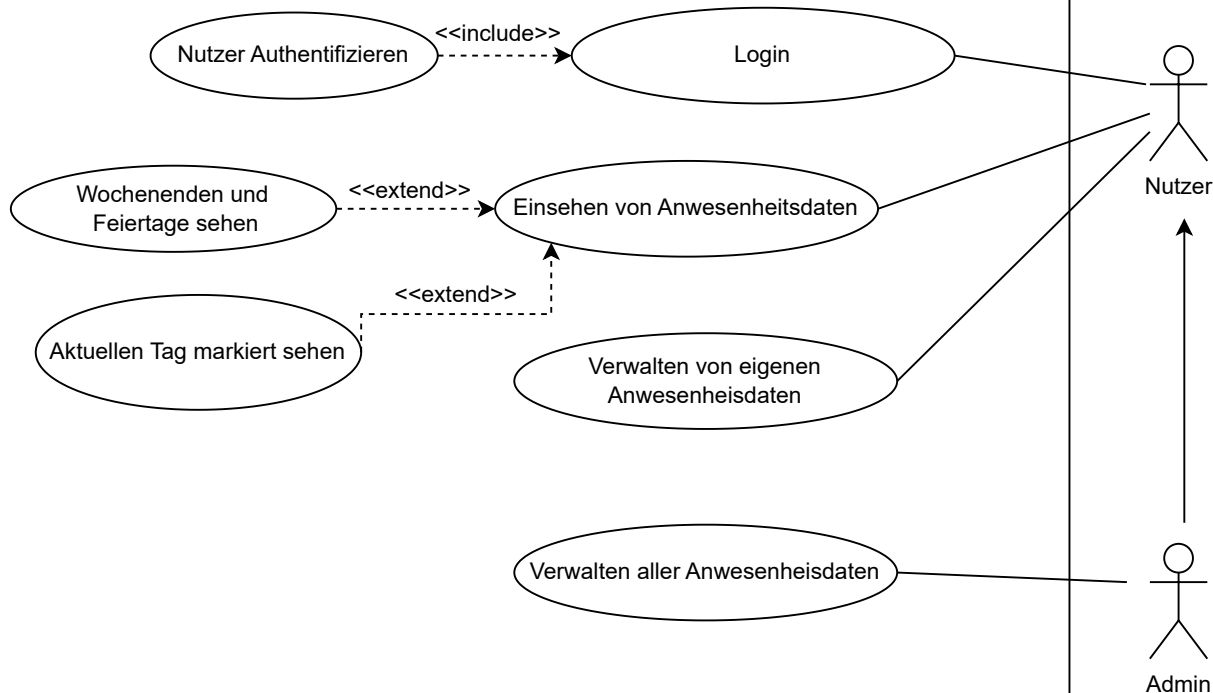 <<include>>
Nutzer Authentifizieren
Login
Nutzer
Wochenenden und
Feiertage sehen
<<extend>>
Einsehen von Anwesenheitsdaten
<<extend>>
Aktuellen Tag markiert sehen
Verwalten von eigenen
Anwesenheisdaten
Verwalten aller Anwesenheisdaten
Admin